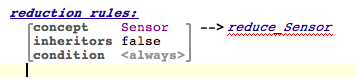 reduction rules:
concept Sensor --> reduce_Sensor
inheritors false
condition <always>